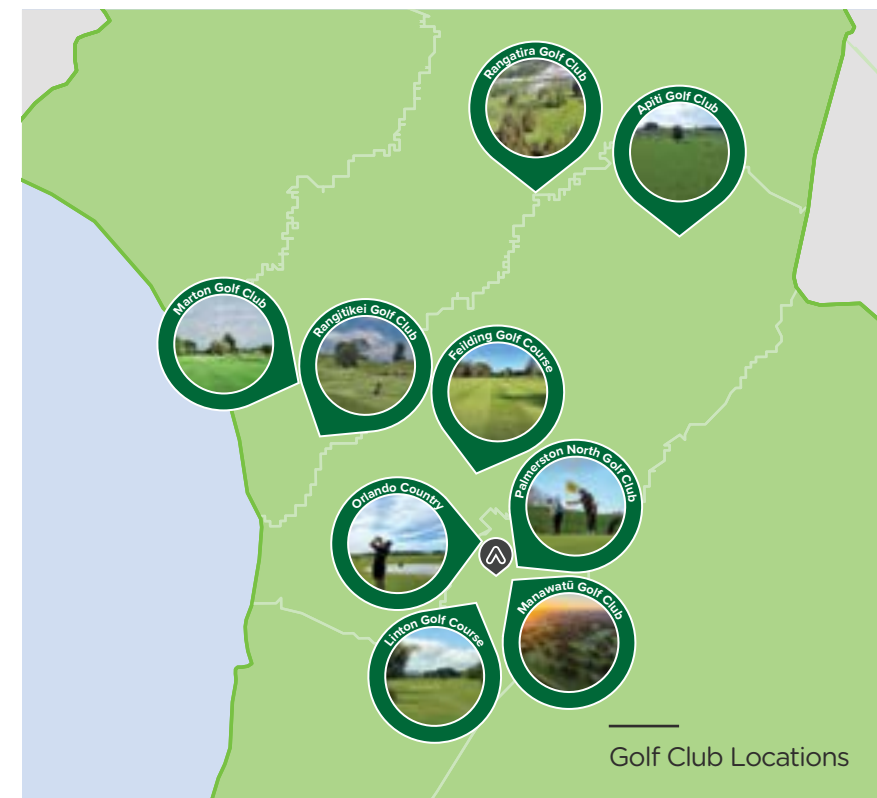 Rangatira Golf Club
Apiti Golf Club
Marton Golf Club
Rangitikei Golf Club
Feilding Golf Course
Palmerston North Golf Club
Orlando Country
Manawatū Golf Club
Linton Golf Course
Golf Club Locations